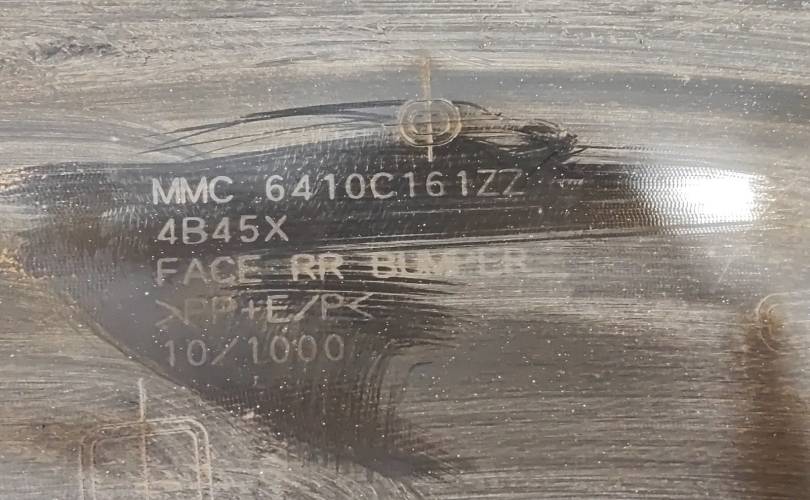 MMC 6410C161ZZ
4B45X
FACE RR BUMPER
>PP+E/P<
10/1000